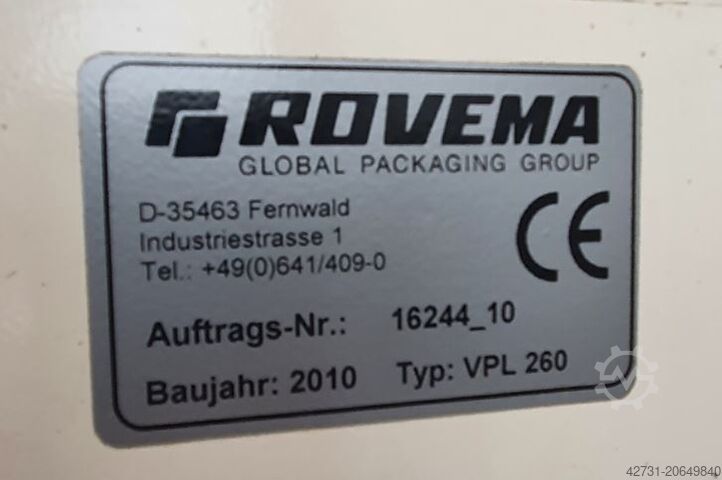 ROVEMA
GLOBAL PACKAGING GROUP
D-35463 Fernwald
Industriestrasse 1
Tel.: +49(0)641/409-0
CE
Auftrags-Nr.: 16244_10
Baujahr: 2010 Typ: VPL 260
42731-20649840